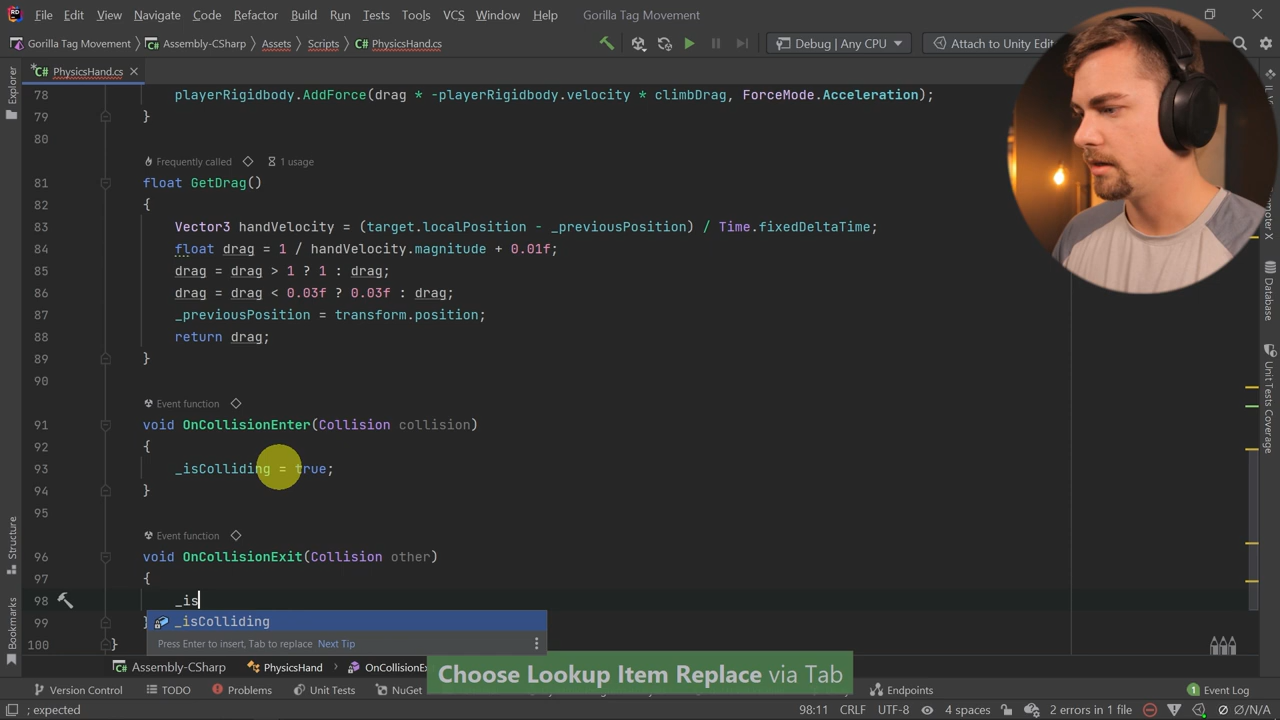 File Edit View Navigate Code Refactor Build Run Tests Tools VCS Window Help Gorilla Tag Movement
Gorilla Tag Movement Assembly-CSharp Assets Scripts PhysicsHand.cs Debug | Any CPU Attach to Unity Edit
PhysicsHand.cs
Explorer
78 playerRigidbody.AddForce(drag * -playerRigidbody.velocity * climbDrag, ForceMode.Acceleration);
79 }
80
Frequently called 1 usage
81 float GetDrag()
82 {
83 Vector3 handVelocity = (target.localPosition - _previousPosition) / Time.fixedDeltaTime;
84 float drag = 1 / handVelocity.magnitude + 0.01f;
85 drag = drag > 1 ? 1 : drag;
86 drag = drag < 0.03f ? 0.03f : drag;
87 _previousPosition = transform.position;
88 return drag;
89 }
90
Event function
91 void OnCollisionEnter(Collision collision)
92 {
93 _isColliding = true;
94 }
95
Event function
96 void OnCollisionExit(Collision other)
97 {
98 _is
99 }
_isColliding
Press Enter to insert, Tab to replace Next Tip
100 }
Database
Unit Tests Coverage
Structure
Bookmarks
Assembly-CSharp PhysicsHand OnCollisionEx
Choose Lookup Item Replace via Tab
Version Control TODO Problems Unit Tests NuGet Endpoints 1 Event Log
; expected 98:11 CRLF UTF-8 4 spaces 2 errors in 1 file Ø/N/A